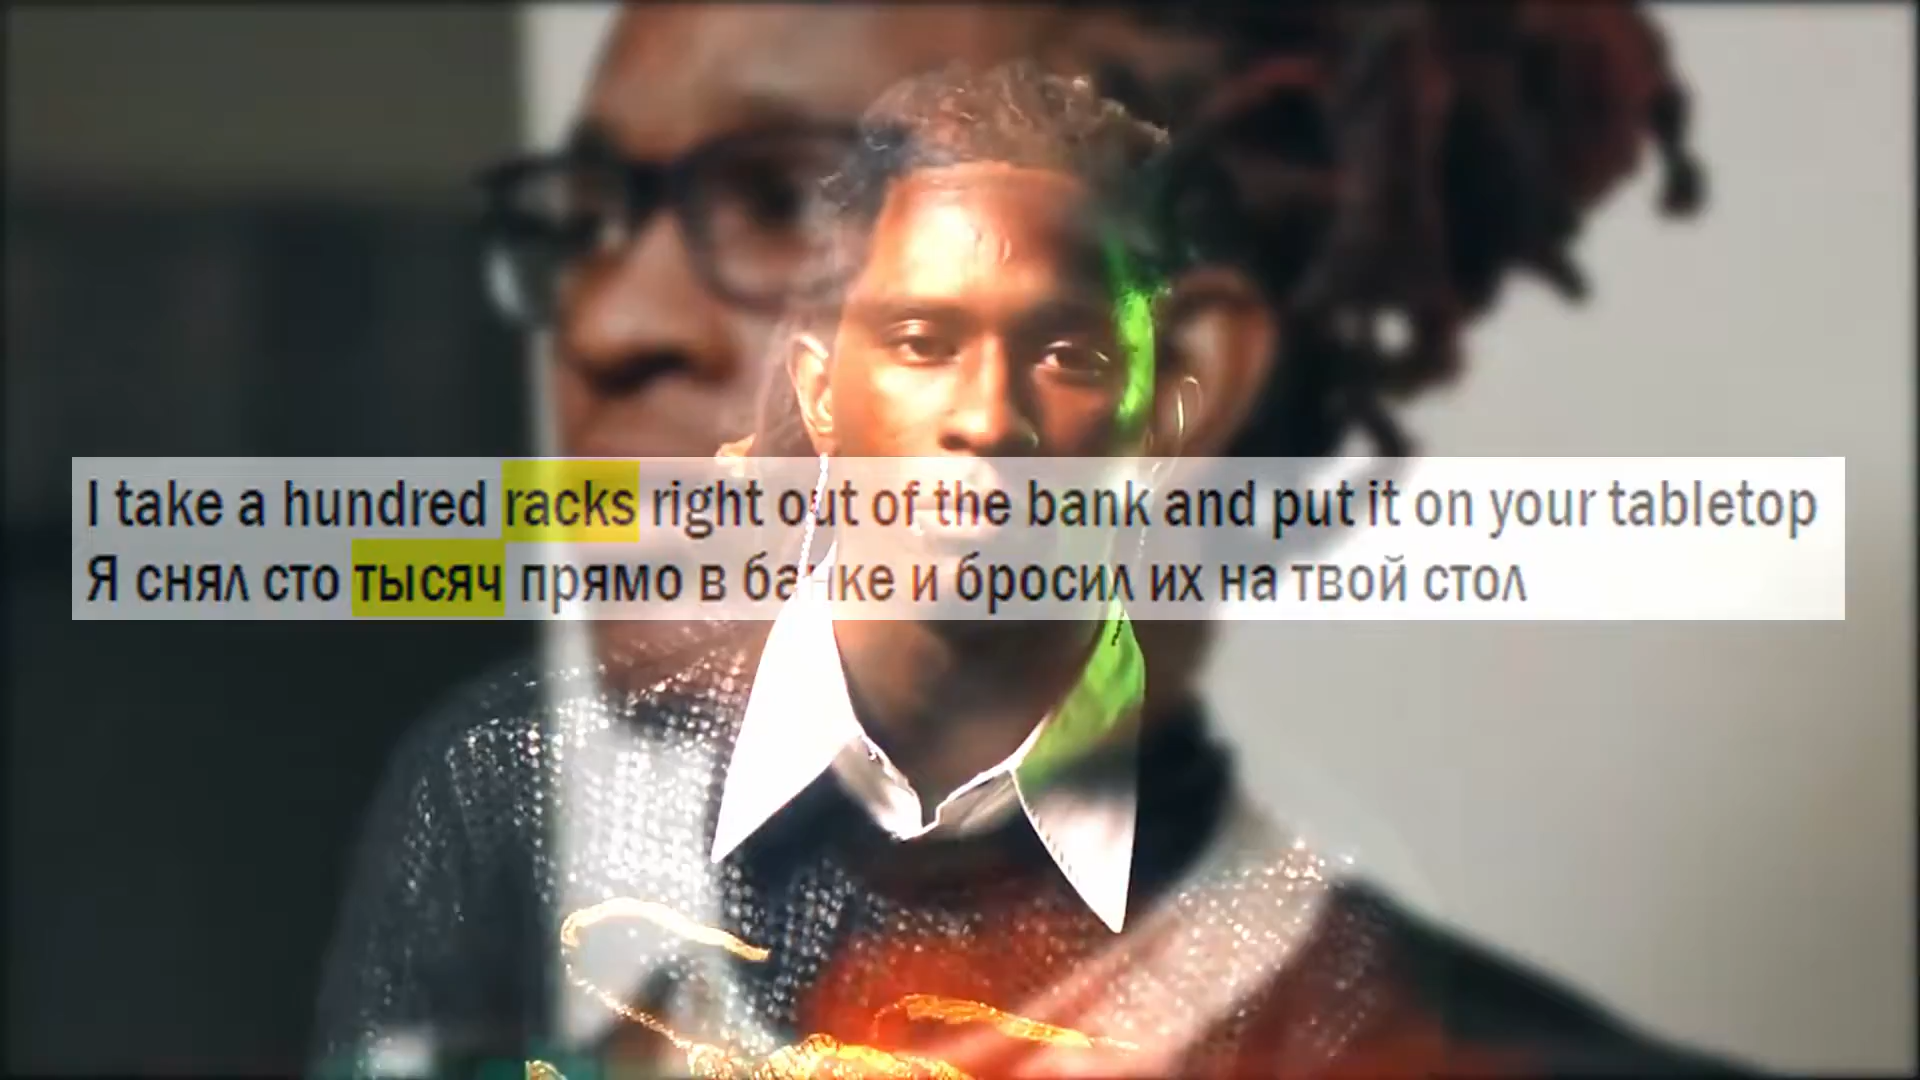 I take a hundred racks right out of the bank and put it on your tabletop
Я снял сто тысяч прямо в банке и бросил их на твой стол